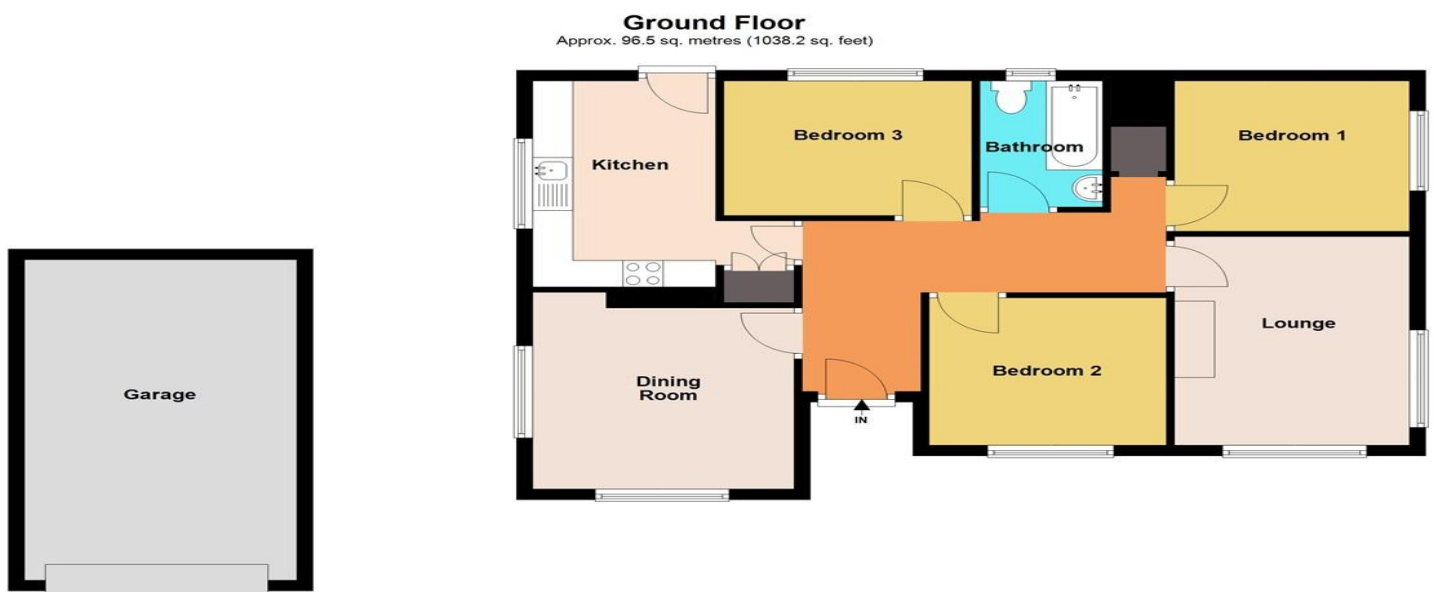 Ground Floor
Approx. 96.5 sq. metres (1038.2 sq. feet)
Kitchen
Bedroom 3
Bathroom
Bedroom 1
Lounge
Bedroom 2
Dining
Room
Garage
IN